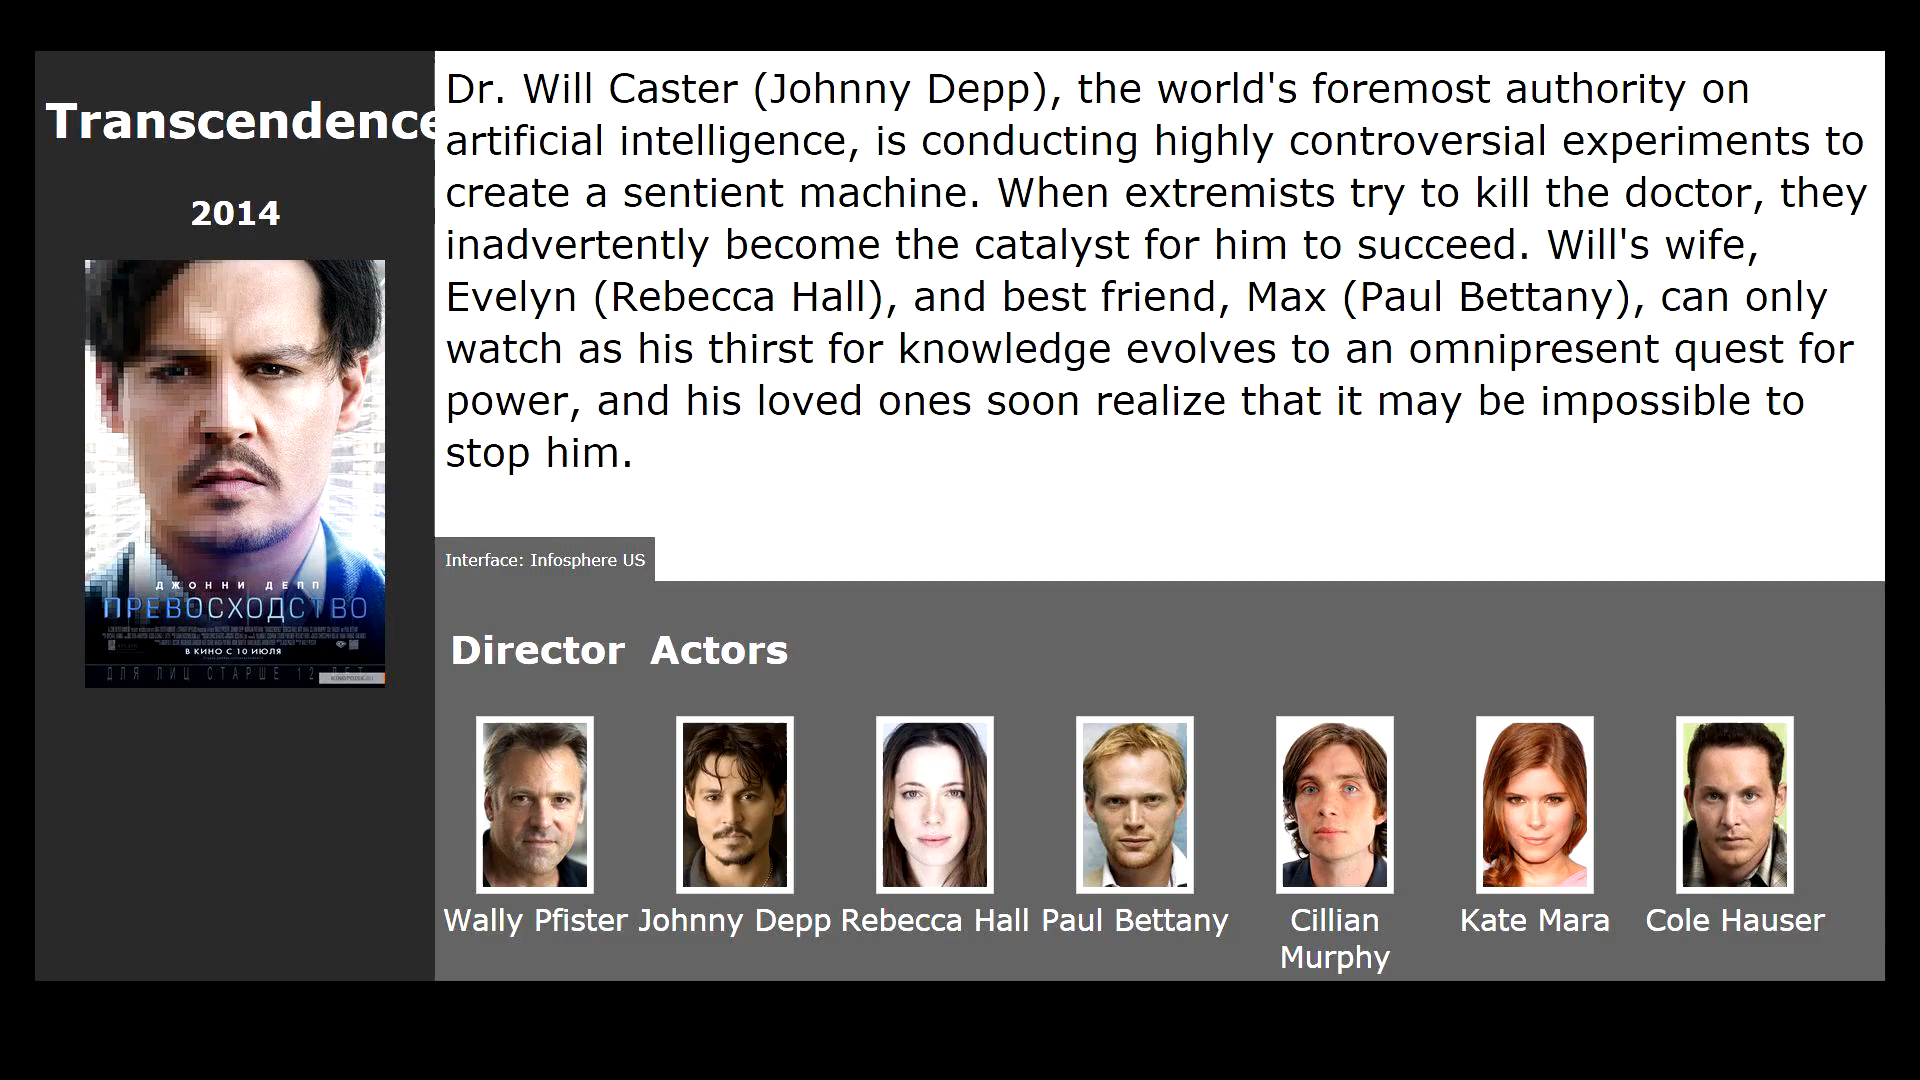 Transcendence
2014
ДЖОННИ ДЕПП
ПРЕВОСХОДСТВО
В КИНО С 10 ИЮЛЯ
ДЛЯ ЛИЦ СТАРШЕ 12 ЛЕТ
Dr. Will Caster (Johnny Depp), the world's foremost authority on
artificial intelligence, is conducting highly controversial experiments to
create a sentient machine. When extremists try to kill the doctor, they
inadvertently become the catalyst for him to succeed. Will's wife,
Evelyn (Rebecca Hall), and best friend, Max (Paul Bettany), can only
watch as his thirst for knowledge evolves to an omnipresent quest for
power, and his loved ones soon realize that it may be impossible to
stop him.
Interface: Infosphere US
Director Actors
Wally Pfister Johnny Depp Rebecca Hall Paul Bettany Cillian Kate Mara Cole Hauser
Murphy